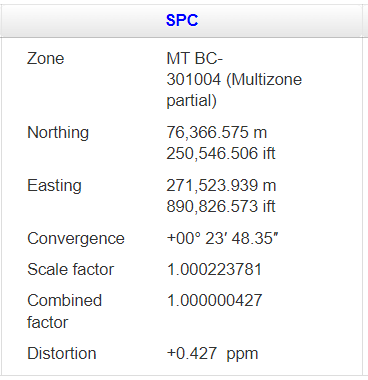 SPC
Zone MT BC-
301004 (Multizone
partial)
Northing 76,366.575 m
250,546.506 ift
Easting 271,523.939 m
890,826.573 ift
Convergence +00° 23′ 48.35″
Scale factor 1.000223781
Combined 1.000000427
factor
Distortion +0.427 ppm